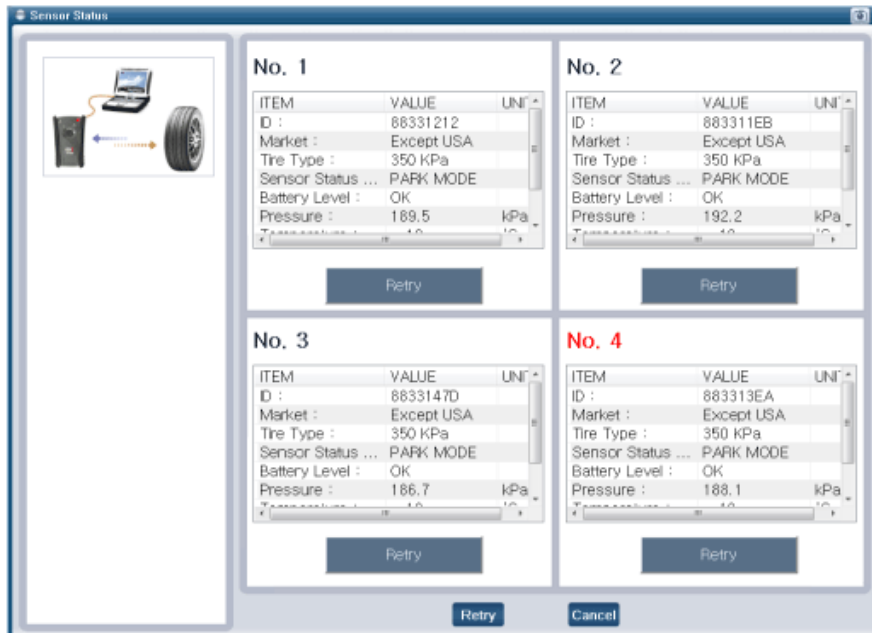 Sensor Status
No. 1
ITEM VALUE
ID : 88331212
Market : Except USA
Tire Type : 350 KPa
Sensor Status ... PARK MODE
Battery Level : OK
Pressure : 189.5 kPa
Retry
No. 2
ITEM VALUE
ID : 883311EB
Market : Except USA
Tire Type : 350 KPa
Sensor Status ... PARK MODE
Battery Level : OK
Pressure : 192.2 kPa
Retry
No. 3
ITEM VALUE
ID : 8833147D
Market : Except USA
Tire Type : 350 KPa
Sensor Status ... PARK MODE
Battery Level : OK
Pressure : 186.7 kPa
Retry
No. 4
ITEM VALUE
ID : 883313EA
Market : Except USA
Tire Type : 350 KPa
Sensor Status ... PARK MODE
Battery Level : OK
Pressure : 188.1 kPa
Retry
Retry Cancel